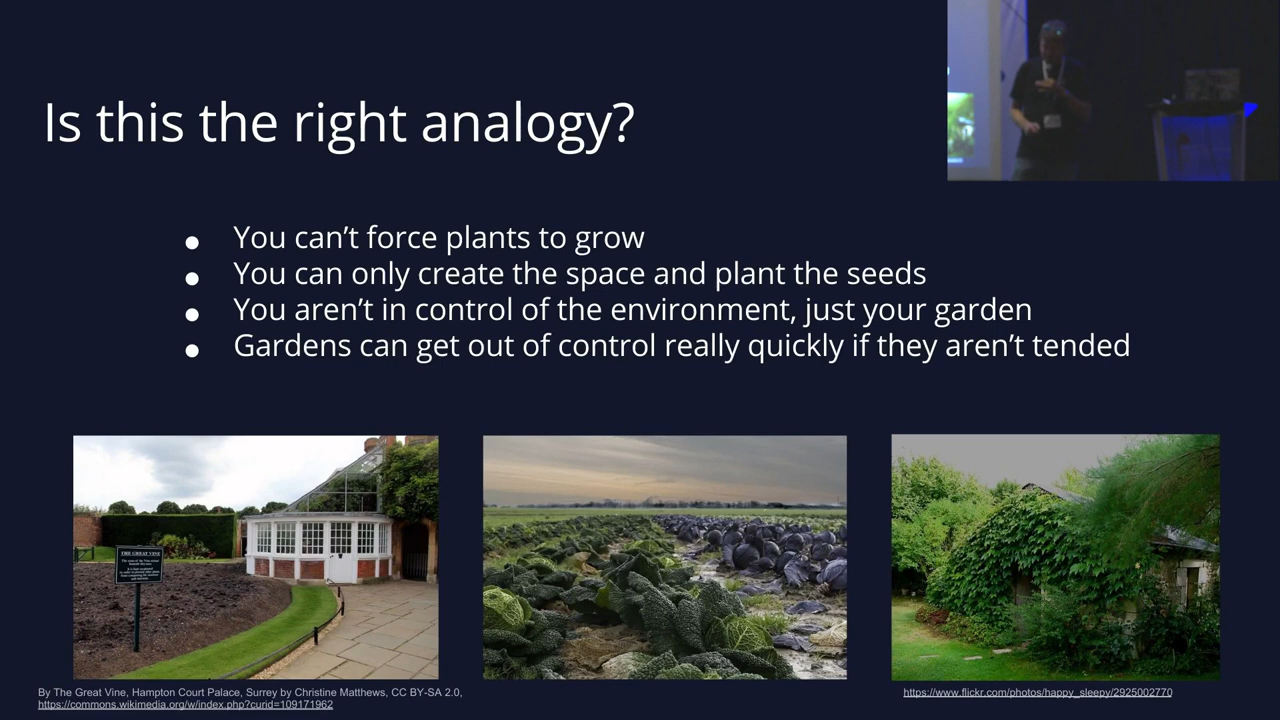 Is this the right analogy?
● You can’t force plants to grow
● You can only create the space and plant the seeds
● You aren’t in control of the environment, just your garden
● Gardens can get out of control really quickly if they aren’t tended
THE GREAT VINE
By The Great Vine, Hampton Court Palace, Surrey by Christine Matthews, CC BY-SA 2.0,
https://commons.wikimedia.org/w/index.php?curid=109171962
https://www.flickr.com/photos/happy_sleepy/2925002770